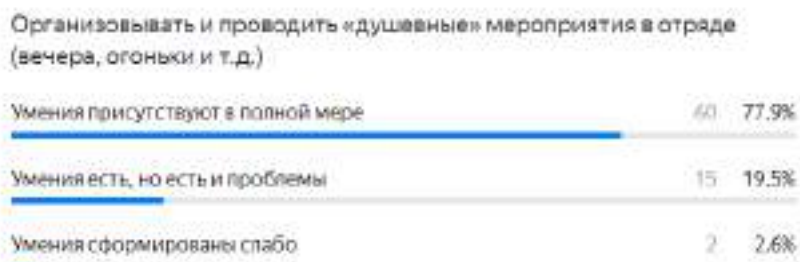 Организовывать и проводить «душевные» мероприятия в отряде
(вечера, огоньки и т.д.)
Умения присутствуют в полной мере 60 77.9%
Умения есть, но есть и проблемы 15 19.5%
Умения сформированы слабо 2 2.6%